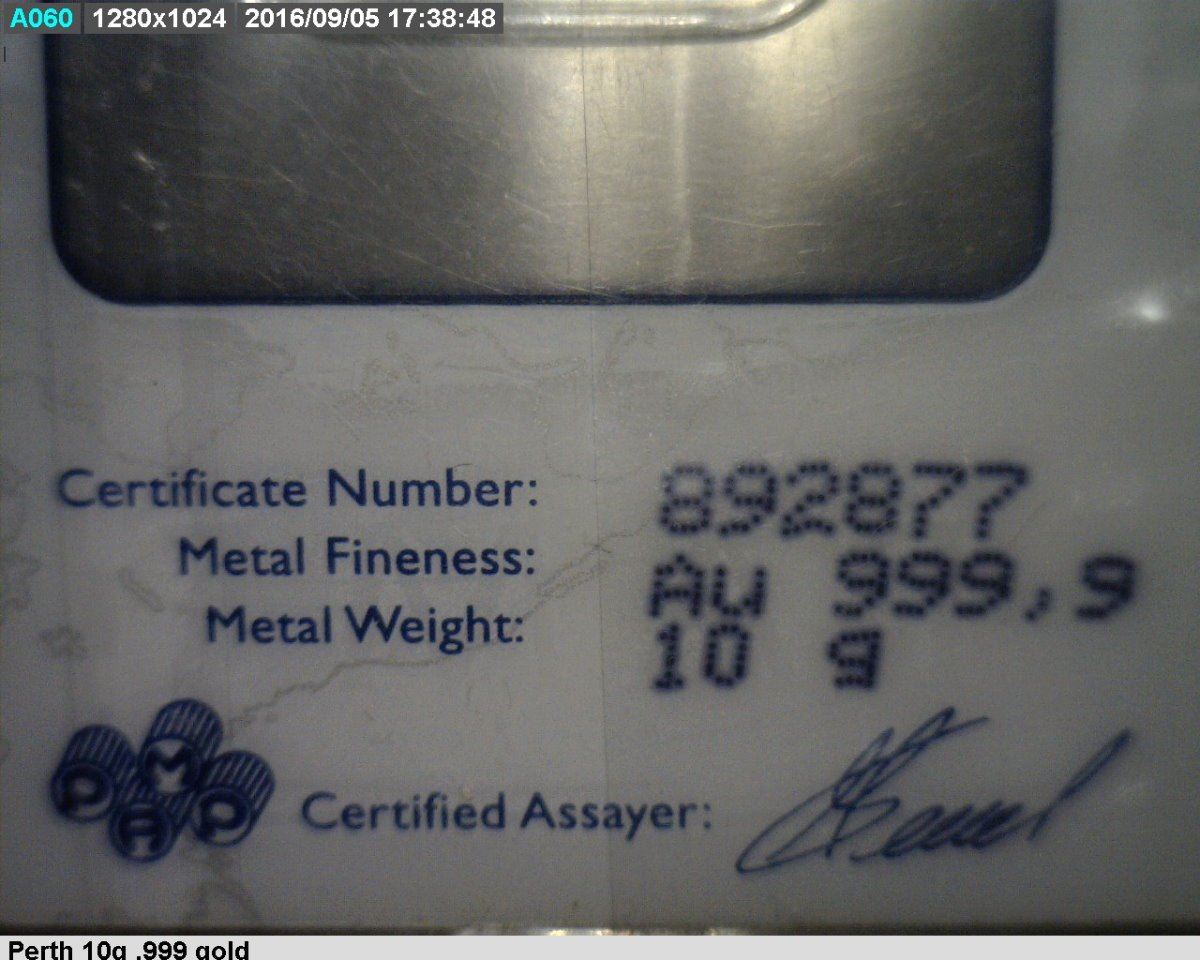 A060 1280x1024 2016/09/05 17:38:48
Certificate Number: 892877
Metal Fineness: Au 999,9
Metal Weight: 10 g
PAMP
Certified Assayer:
Perth 10g .999 gold